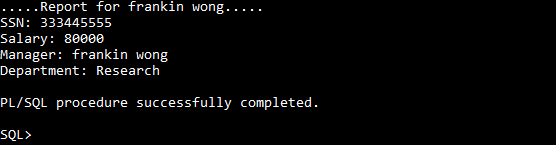 .....Report for frankin wong.....
SSN: 333445555
Salary: 80000
Manager: frankin wong
Department: Research
PL/SQL procedure successfully completed.
SQL>